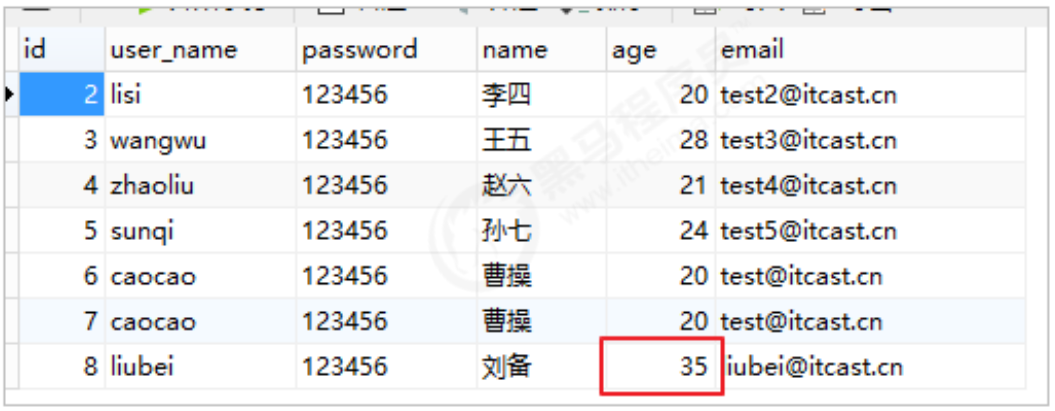 id user_name password name age email
2 lisi 123456 李四 20 test2@itcast.cn
3 wangwu 123456 王五 28 test3@itcast.cn
4 zhaoliu 123456 赵六 21 test4@itcast.cn
5 sunqi 123456 孙七 24 test5@itcast.cn
6 caocao 123456 曹操 20 test@itcast.cn
7 caocao 123456 曹操 20 test@itcast.cn
8 liubei 123456 刘备 35 iubei@itcast.cn
黑马程序员™
www.itheima.com